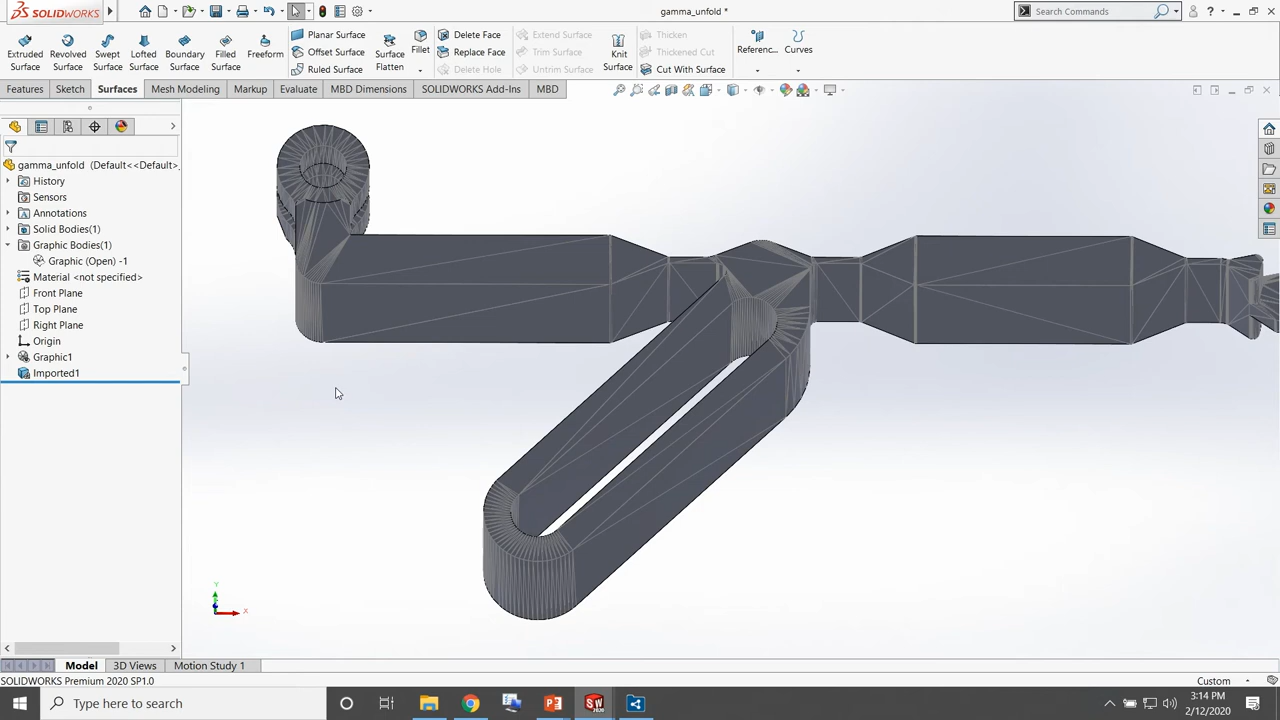 SOLIDWORKS
gamma_unfold *
Search Commands
Extruded Surface
Revolved Surface
Swept Surface
Lofted Surface
Boundary Surface
Filled Surface
Freeform
Planar Surface
Offset Surface
Ruled Surface
Surface Flatten
Fillet
Delete Face
Replace Face
Delete Hole
Extend Surface
Trim Surface
Untrim Surface
Knit Surface
Thicken
Thickened Cut
Cut With Surface
Referenc...
Curves
Features
Sketch
Surfaces
Mesh Modeling
Markup
Evaluate
MBD Dimensions
SOLIDWORKS Add-Ins
MBD
gamma_unfold (Default<<Default>_
History
Sensors
Annotations
Solid Bodies(1)
Graphic Bodies(1)
Graphic (Open) -1
Material <not specified>
Front Plane
Top Plane
Right Plane
Origin
Graphic1
Imported1
Y
X
Model
3D Views
Motion Study 1
SOLIDWORKS Premium 2020 SP1.0
Custom
Type here to search
3:14 PM
2/12/2020